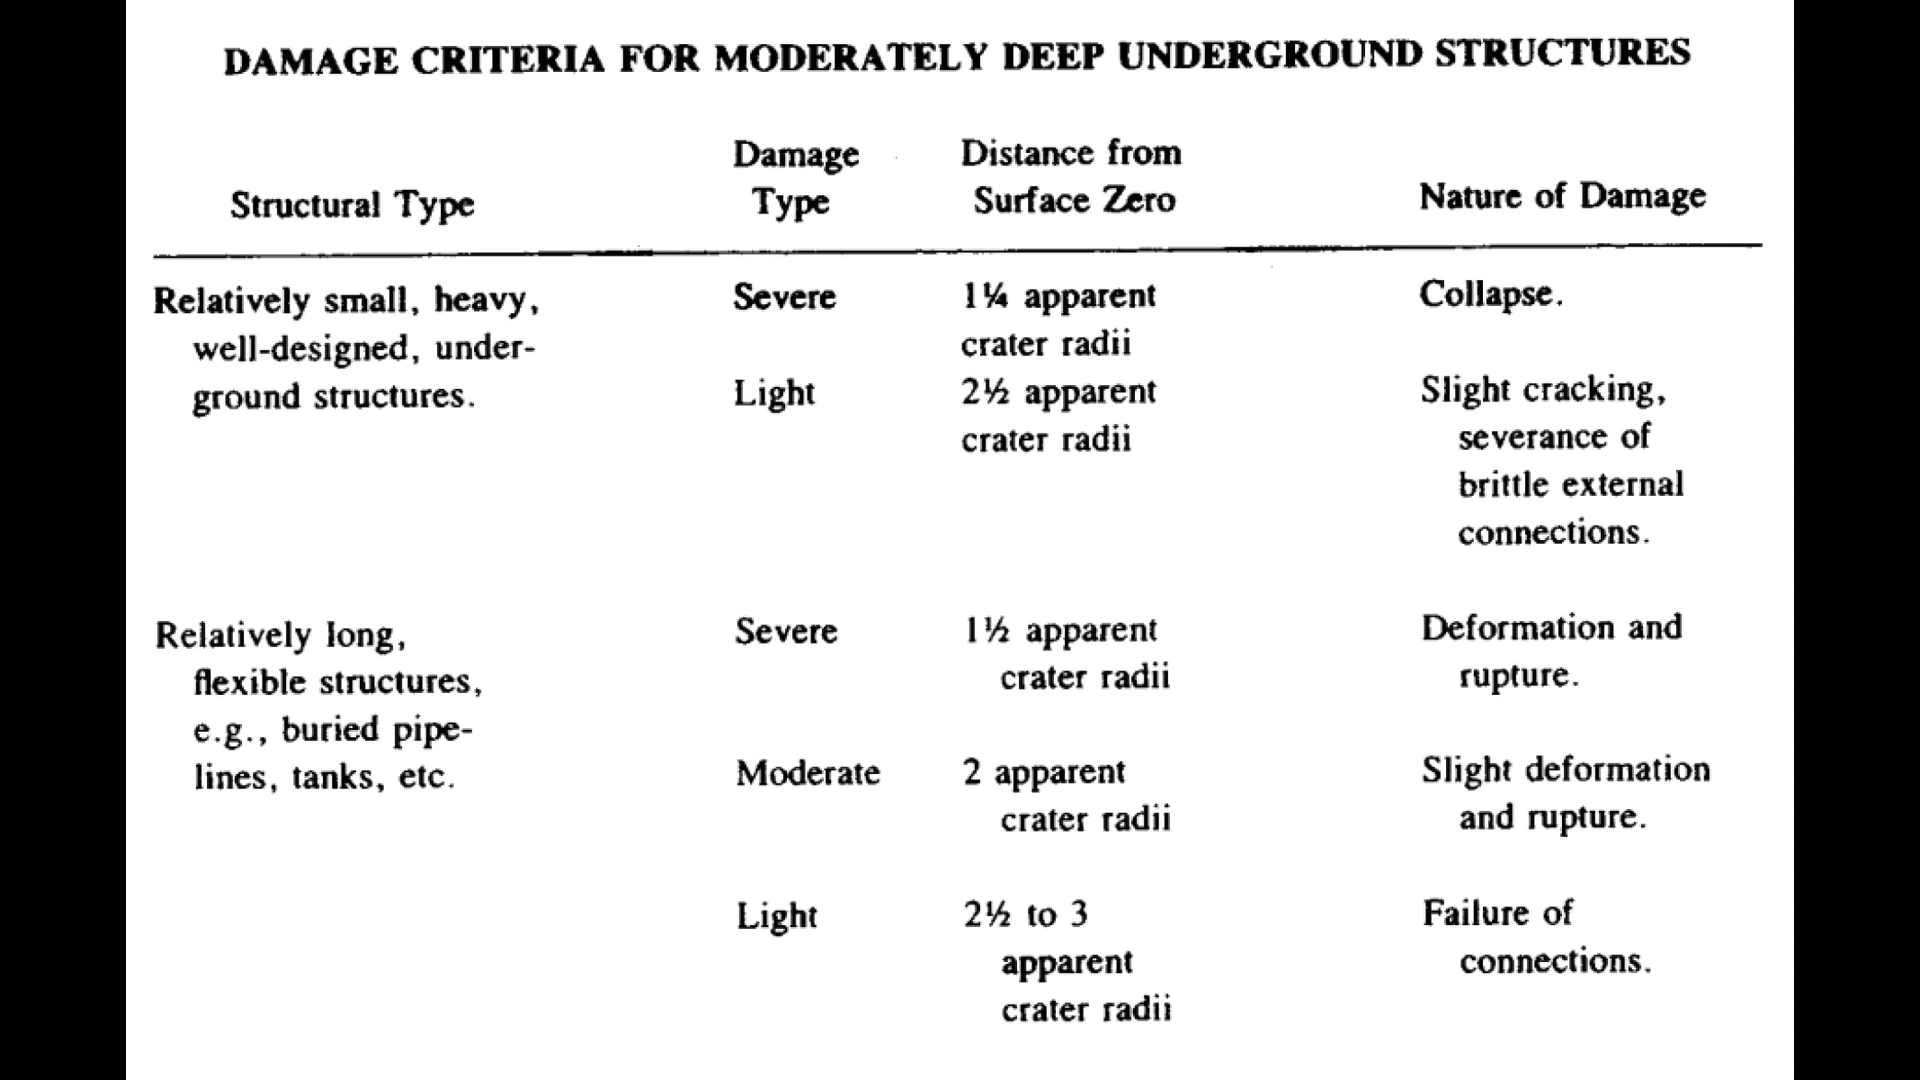 DAMAGE CRITERIA FOR MODERATELY DEEP UNDERGROUND STRUCTURES
Structural Type Damage Type Distance from Surface Zero Nature of Damage
Relatively small, heavy, Severe 1¼ apparent Collapse.
well-designed, under- crater radii
ground structures. Light 2½ apparent Slight cracking,
crater radii severance of
brittle external
connections.
Relatively long, Severe 1½ apparent Deformation and
flexible structures, crater radii rupture.
e.g., buried pipe-
lines, tanks, etc. Moderate 2 apparent Slight deformation
crater radii and rupture.
Light 2½ to 3 Failure of
apparent connections.
crater radii